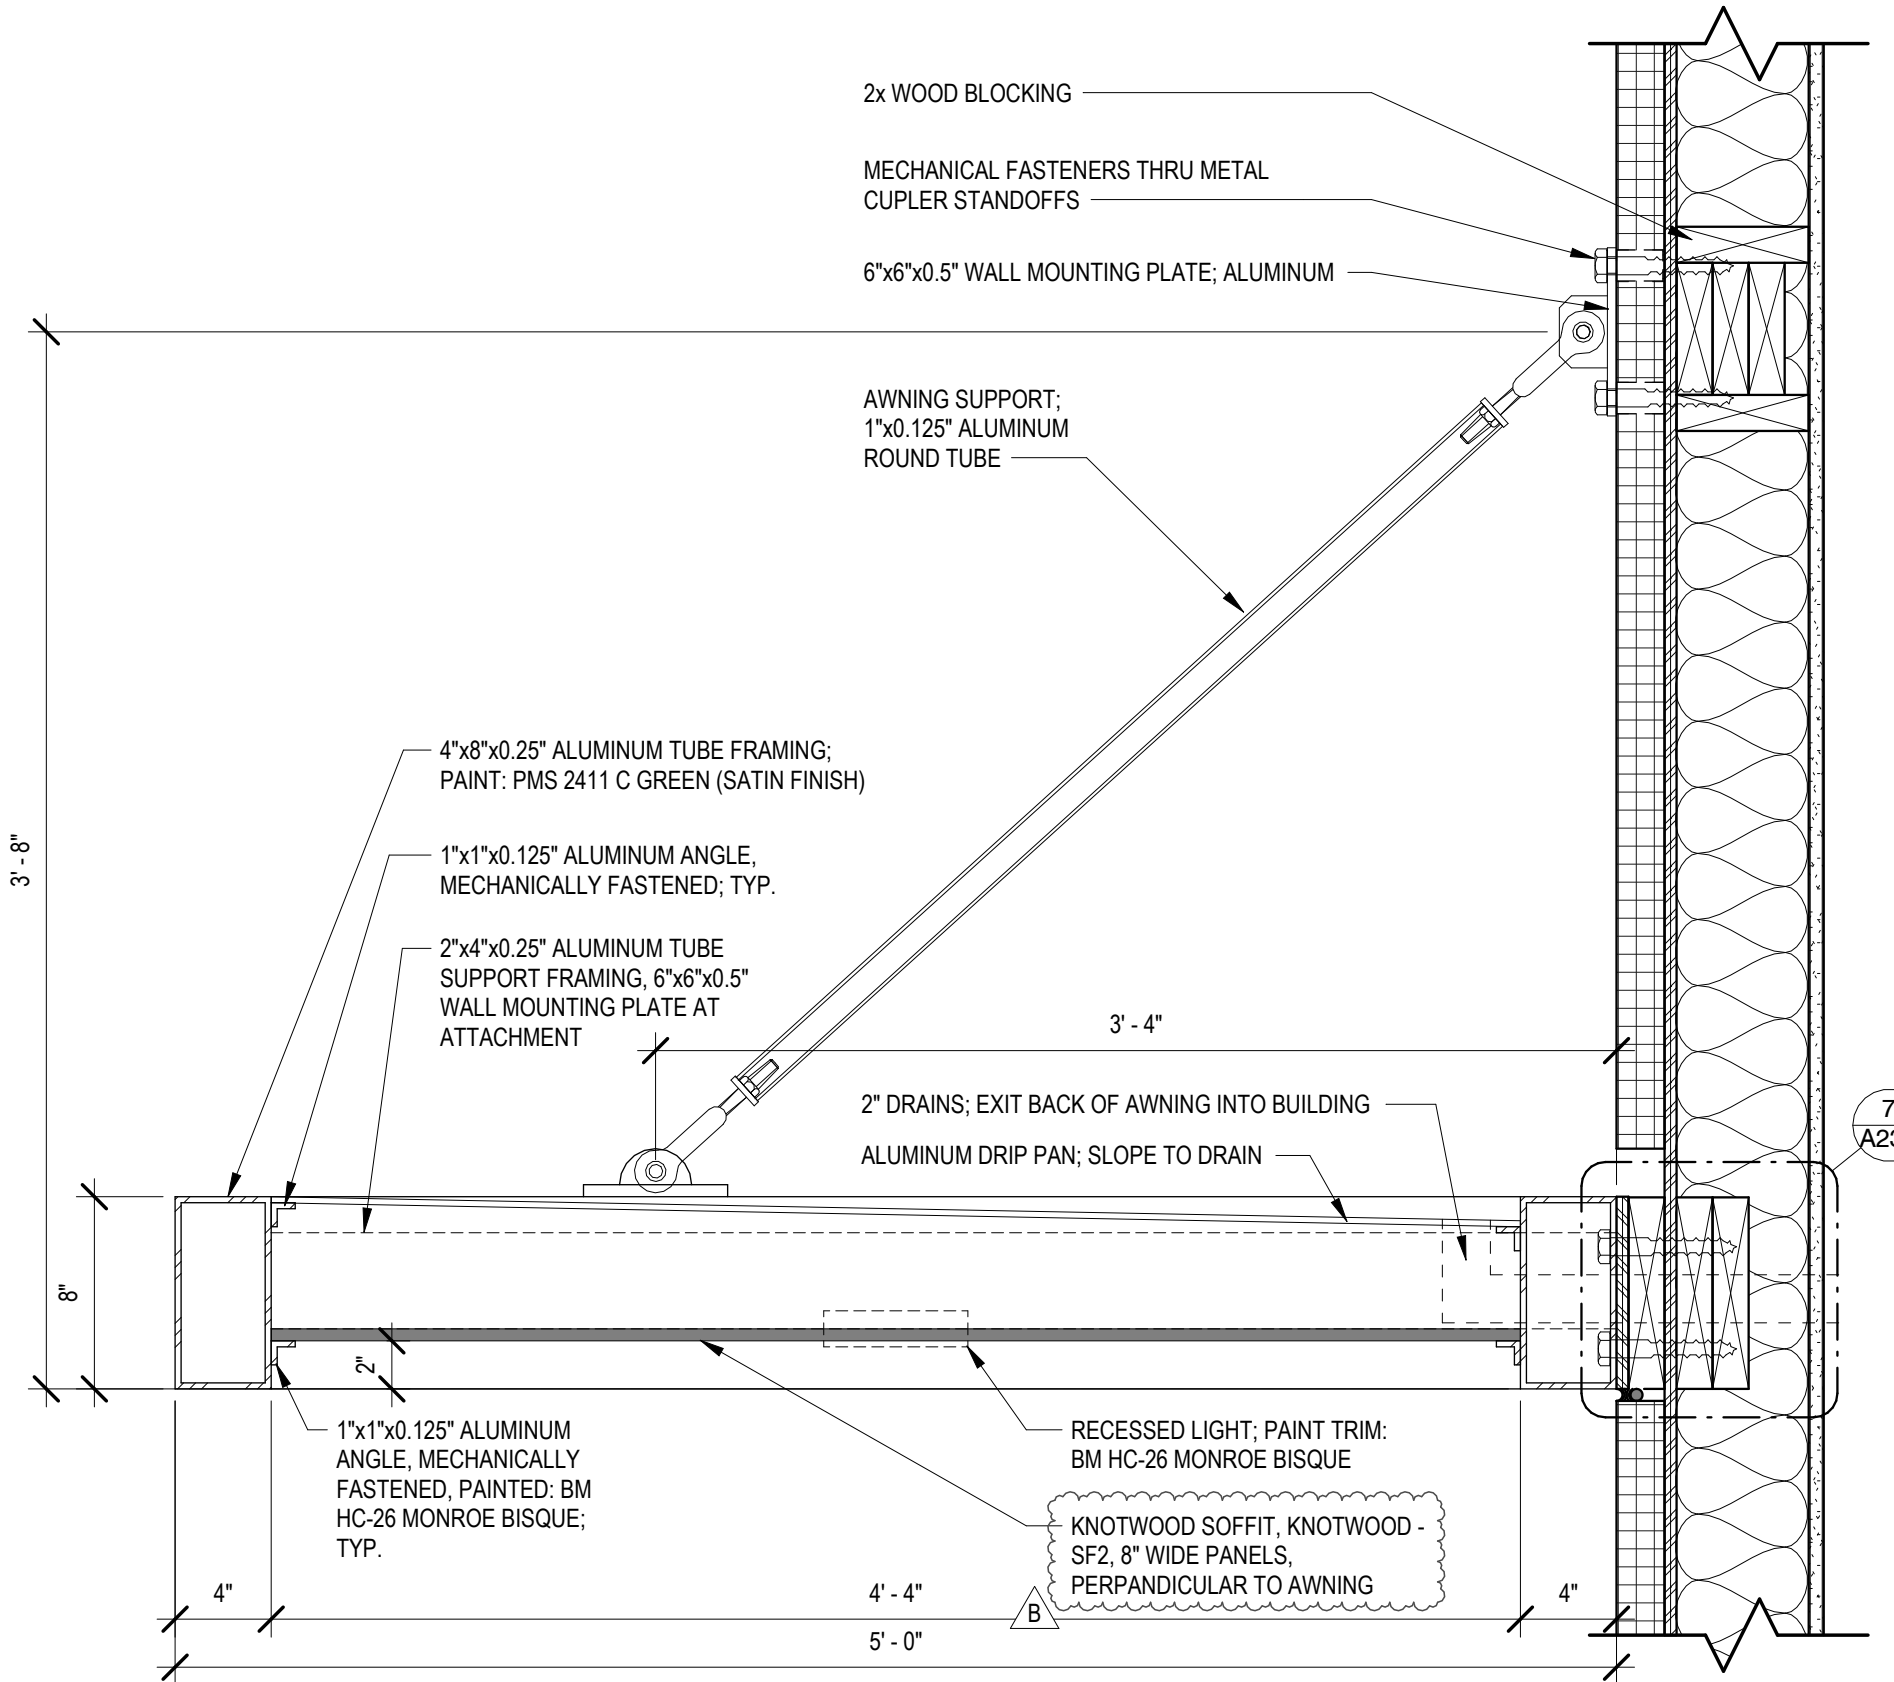 2x WOOD BLOCKING
MECHANICAL FASTENERS THRU METAL
CUPLER STANDOFFS
6"x6"x0.5" WALL MOUNTING PLATE; ALUMINUM
AWNING SUPPORT;
1"x0.125" ALUMINUM
ROUND TUBE
4"x8"x0.25" ALUMINUM TUBE FRAMING;
PAINT: PMS 2411 C GREEN (SATIN FINISH)
3' - 8"
1"x1"x0.125" ALUMINUM ANGLE,
MECHANICALLY FASTENED; TYP.
2"x4"x0.25" ALUMINUM TUBE
SUPPORT FRAMING, 6"x6"x0.5"
WALL MOUNTING PLATE AT
ATTACHMENT
3' - 4"
2" DRAINS; EXIT BACK OF AWNING INTO BUILDING
ALUMINUM DRIP PAN; SLOPE TO DRAIN
7
A23
8"
2"
1"x1"x0.125" ALUMINUM
ANGLE, MECHANICALLY
FASTENED, PAINTED: BM
HC-26 MONROE BISQUE;
TYP.
RECESSED LIGHT; PAINT TRIM:
BM HC-26 MONROE BISQUE
KNOTWOOD SOFFIT, KNOTWOOD -
SF2, 8" WIDE PANELS,
PERPANDICULAR TO AWNING
4"
4' - 4"
B
4"
5' - 0"